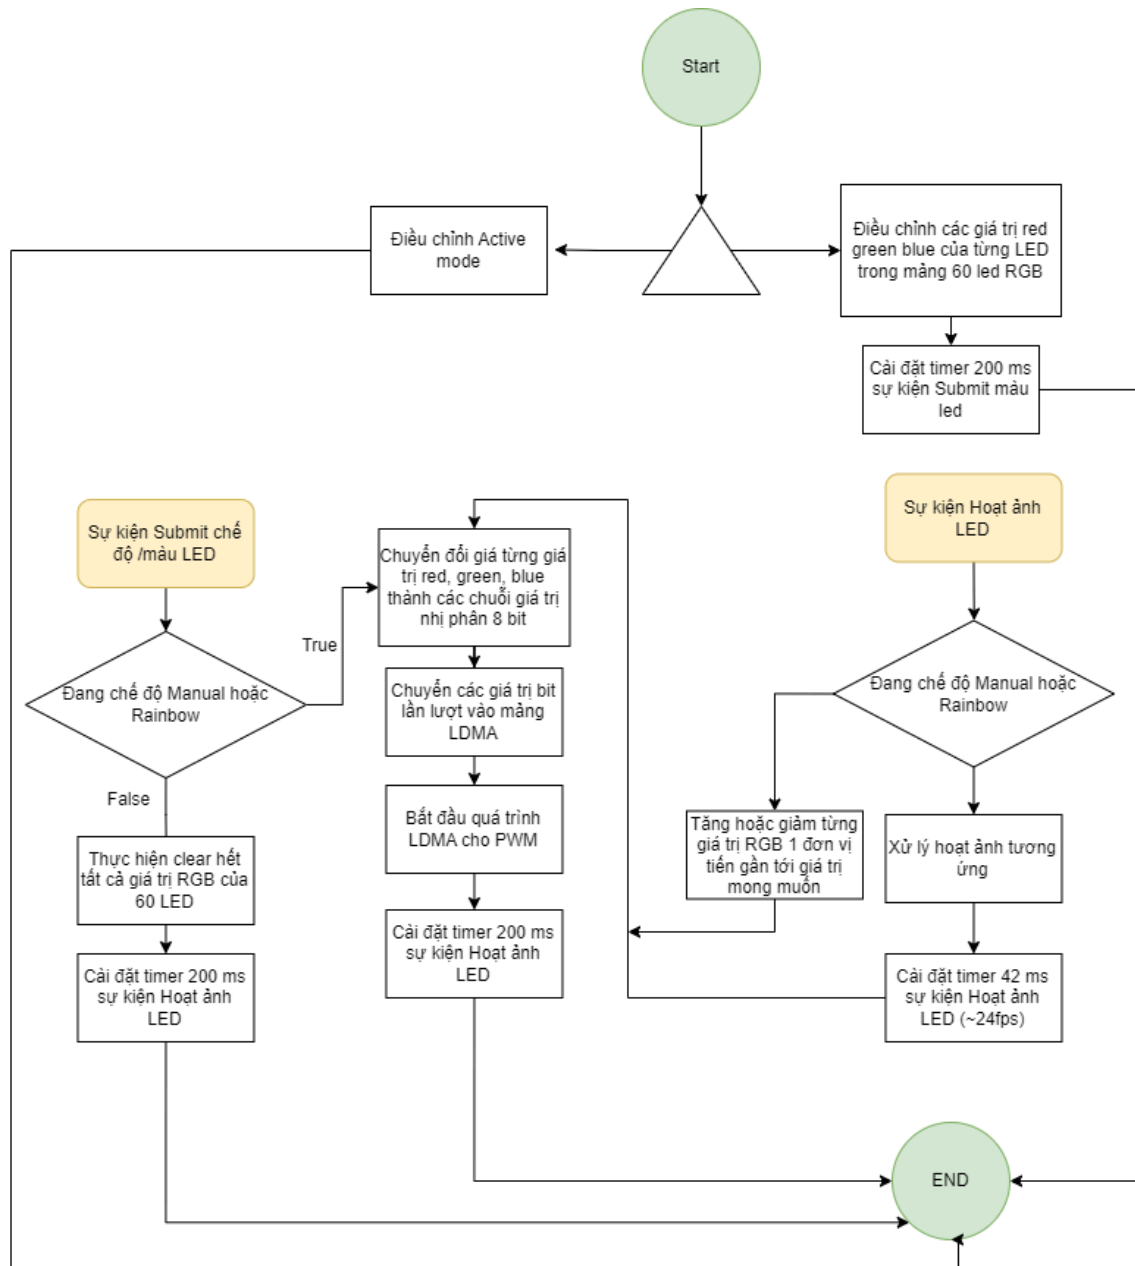 Start
Điều chỉnh Active
mode
Điều chỉnh các giá trị red
green blue của từng LED
trong mảng 60 led RGB
Cài đặt timer 200 ms
sự kiện Submit màu
led
Sự kiện Submit chế
độ /màu LED
Đang chế độ Manual hoặc
Rainbow
True
False
Thực hiện clear hết
tất cả giá trị RGB của
60 LED
Cài đặt timer 200 ms
sự kiện Hoạt ảnh
LED
Chuyển đổi giá từng giá
trị red, green, blue
thành các chuỗi giá trị
nhị phân 8 bit
Chuyển các giá trị bit
lần lượt vào mảng
LDMA
Bắt đầu quá trình
LDMA cho PWM
Cài đặt timer 200 ms
sự kiện Hoạt ảnh
LED
Sự kiện Hoạt ảnh
LED
Đang chế độ Manual hoặc
Rainbow
Tăng hoặc giảm từng
giá trị RGB 1 đơn vị
tiến gần tới giá trị
mong muốn
Xử lý hoạt ảnh tương
ứng
Cài đặt timer 42 ms
sự kiện Hoạt ảnh
LED (~24fps)
END